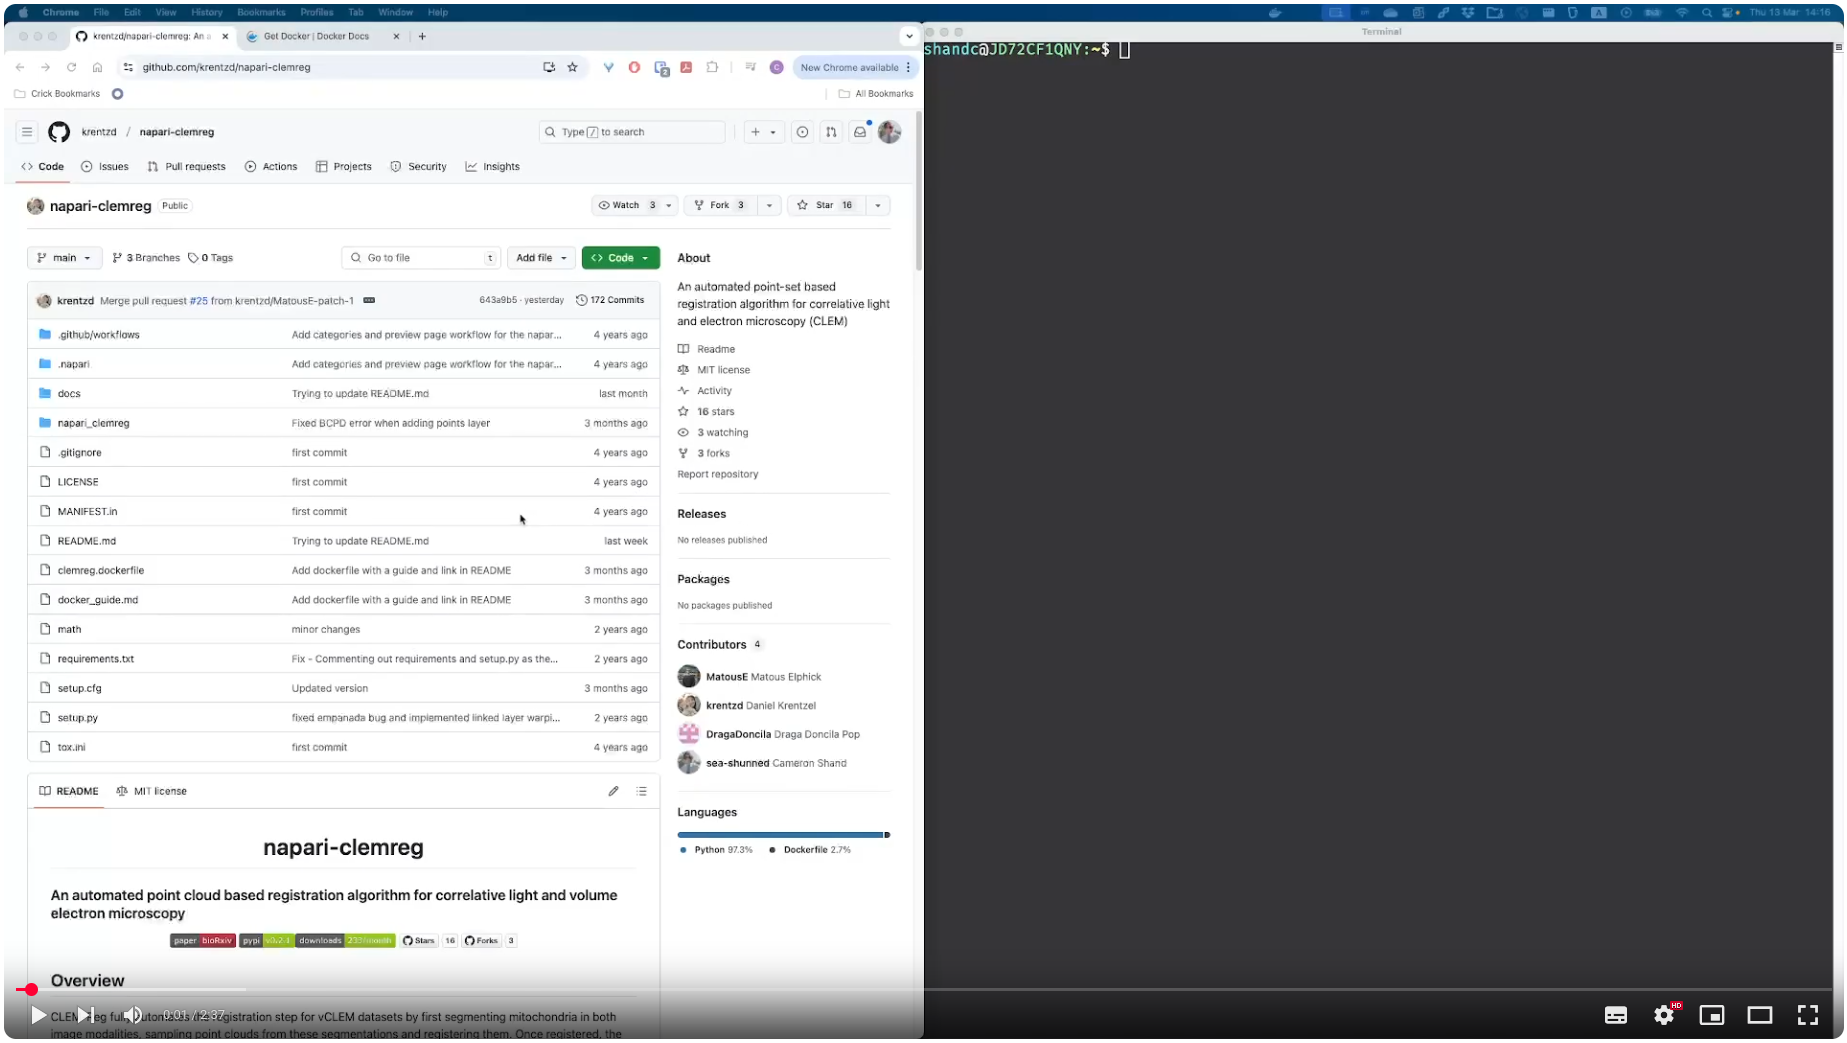 Chrome File Edit View History Bookmarks Profiles Tab Window Help
Thu 13 Mar 14:16
krentzd/napari-clemreg: An a
Get Docker | Docker Docs
Terminal
github.com/krentzd/napari-clemreg
New Chrome available
shandc@JD72CF1QNY:~$
Crick Bookmarks
All Bookmarks
krentzd / napari-clemreg
Type / to search
Code Issues Pull requests Actions Projects Security Insights
napari-clemreg Public
Watch 3 Fork 3 Star 16
main 3 Branches 0 Tags
Go to file t
Add file
Code
krentzd Merge pull request #25 from krentzd/MatousE-patch-1
643a9b5 · yesterday
172 Commits
.github/workflows Add categories and preview page workflow for the napar... 4 years ago
.napari Add categories and preview page workflow for the napar... 4 years ago
docs Trying to update README.md last month
napari_clemreg Fixed BCPD error when adding points layer 3 months ago
.gitignore first commit 4 years ago
LICENSE first commit 4 years ago
MANIFEST.in first commit 4 years ago
README.md Trying to update README.md last week
clemreg.dockerfile Add dockerfile with a guide and link in README 3 months ago
docker_guide.md Add dockerfile with a guide and link in README 3 months ago
math minor changes 2 years ago
requirements.txt Fix - Commenting out requirements and setup.py as the... 2 years ago
setup.cfg Updated version 3 months ago
setup.py fixed empanada bug and implemented linked layer warpi... 2 years ago
tox.ini first commit 4 years ago
README MIT license
napari-clemreg
An automated point cloud based registration algorithm for correlative light and volume
electron microscopy
paper bioRxiv pypi v0.2.1 downloads Stars 16 Forks 3
Overview
CLEM-Reg fully automates the registration step for vCLEM datasets by first segmenting mitochondria in both
image modalities, sampling point clouds from these segmentations and registering them. Once registered, the
About
An automated point-set based
registration algorithm for correlative light
and electron microscopy (CLEM)
Readme
MIT license
Activity
16 stars
3 watching
3 forks
Report repository
Releases
No releases published
Packages
No packages published
Contributors 4
MatousE Matous Elphick
krentzd Daniel Krentzel
DragaDoncila Draga Doncila Pop
sea-shunned Cameron Shand
Languages
Python 97.3% Dockerfile 2.7%
0:01 / 2:37
HD